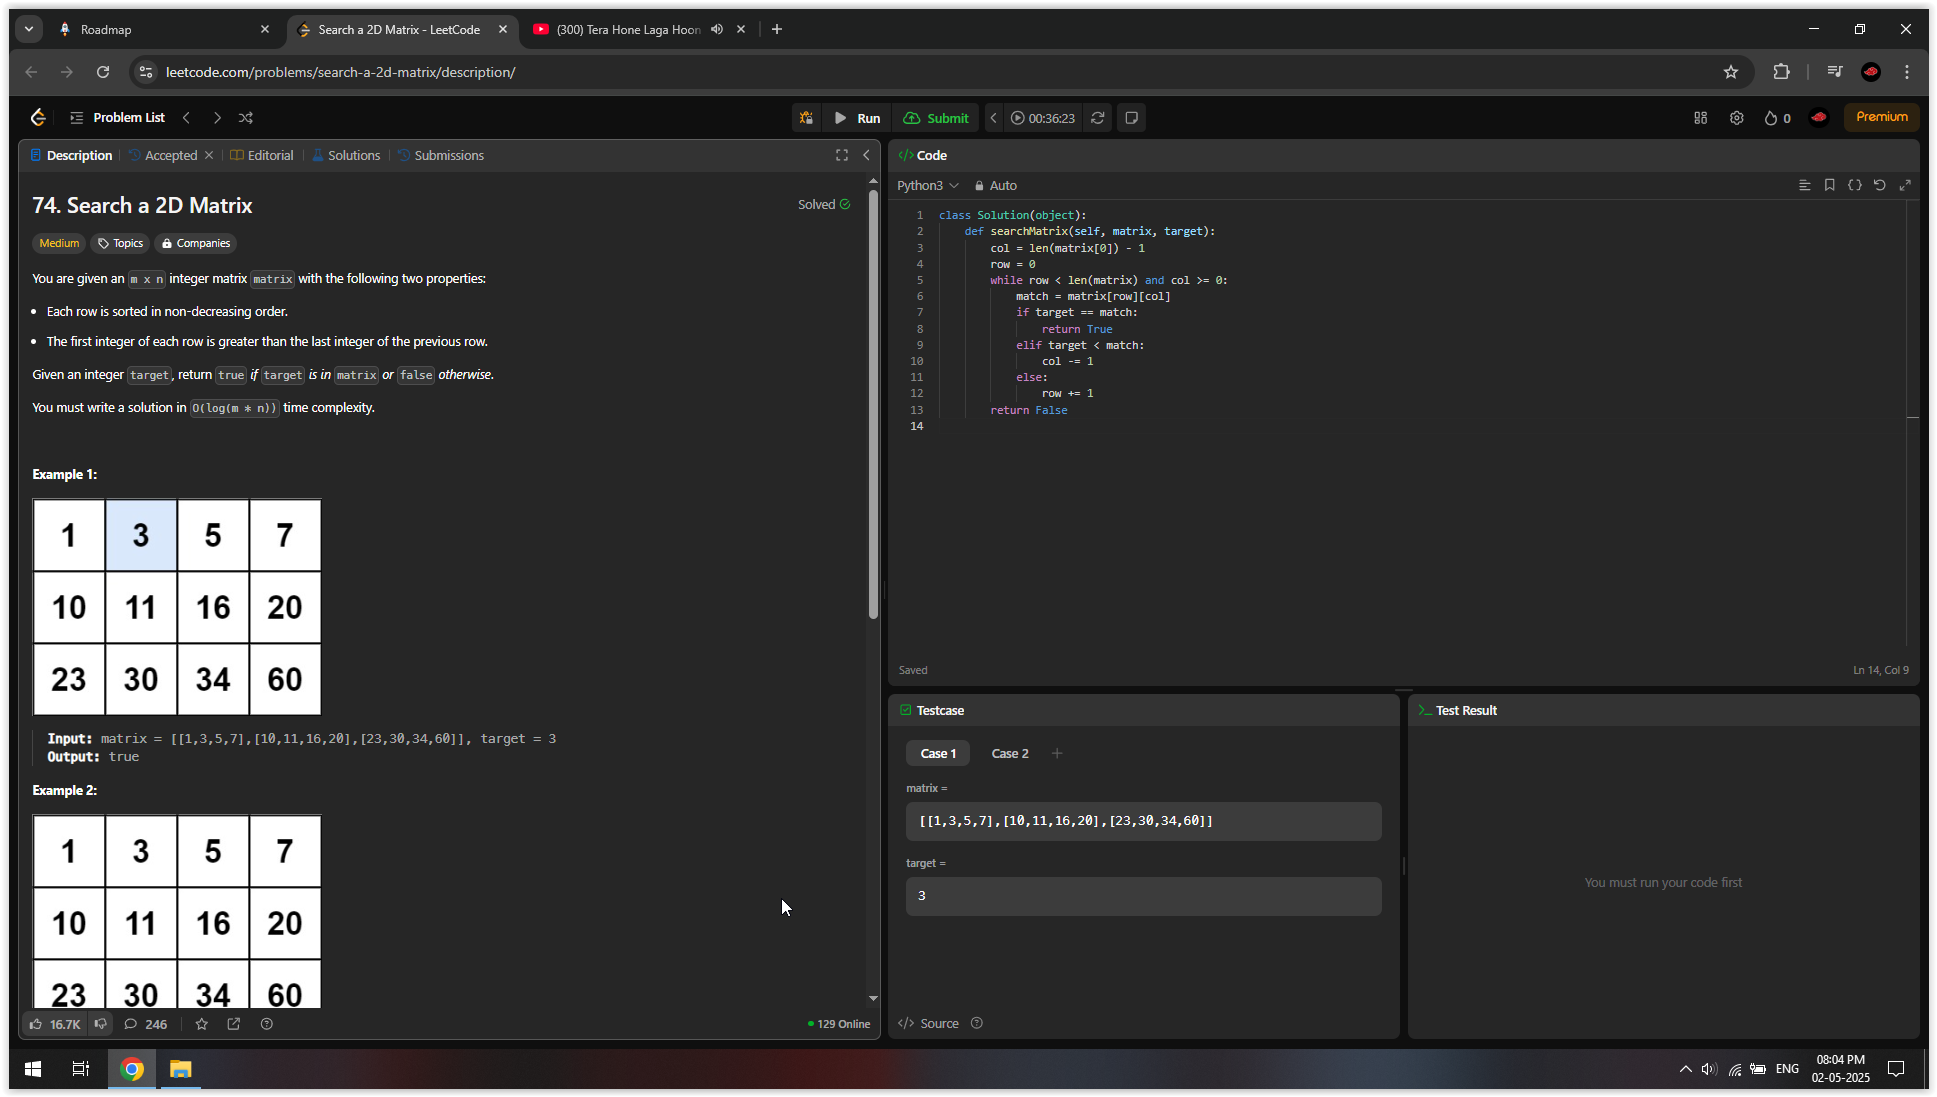 Roadmap
Search a 2D Matrix - LeetCode
(300) Tera Hone Laga Hoon
leetcode.com/problems/search-a-2d-matrix/description/
Problem List
Run
Submit
00:36:23
0
Premium
Description
Accepted
Editorial
Solutions
Submissions
74. Search a 2D Matrix
Solved
Medium
Topics
Companies
You are given an m x n integer matrix matrix with the following two properties:
Each row is sorted in non-decreasing order.
The first integer of each row is greater than the last integer of the previous row.
Given an integer target, return true if target is in matrix or false otherwise.
You must write a solution in O(log(m * n)) time complexity.
Example 1:
1 3 5 7
10 11 16 20
23 30 34 60
Input: matrix = [[1,3,5,7],[10,11,16,20],[23,30,34,60]], target = 3
Output: true
Example 2:
1 3 5 7
10 11 16 20
23 30 34 60
16.7K
246
129 Online
</> Code
Python3
Auto
1 class Solution(object):
2 def searchMatrix(self, matrix, target):
3 col = len(matrix[0]) - 1
4 row = 0
5 while row < len(matrix) and col >= 0:
6 match = matrix[row][col]
7 if target == match:
8 return True
9 elif target < match:
10 col -= 1
11 else:
12 row += 1
13 return False
14
Saved
Ln 14, Col 9
Testcase
Case 1
Case 2
matrix =
[[1,3,5,7],[10,11,16,20],[23,30,34,60]]
target =
3
</> Source
Test Result
You must run your code first
ENG
08:04 PM
02-05-2025